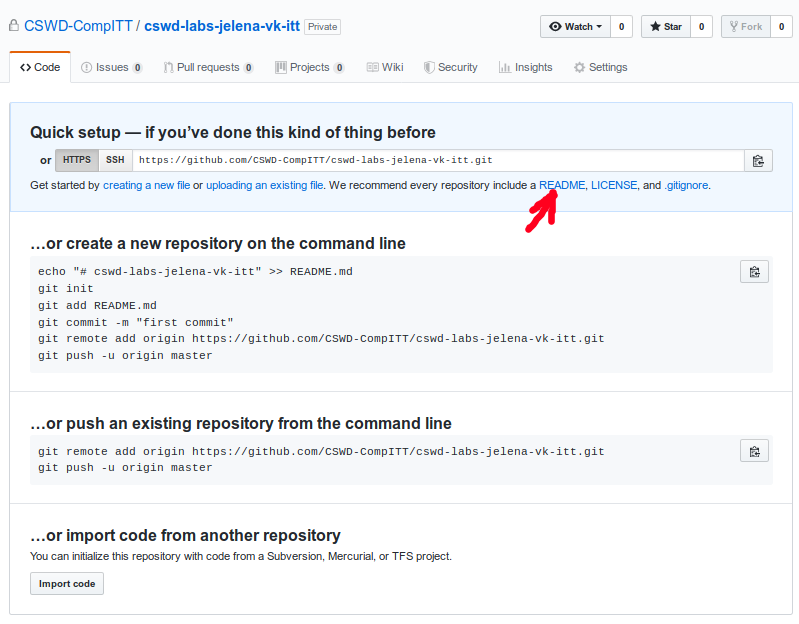 CSWD-CompITT / cswd-labs-jelena-vk-itt Private Watch 0 Star 0 Fork 0
Code Issues 0 Pull requests 0 Projects 0 Wiki Security Insights Settings
Quick setup — if you've done this kind of thing before
or HTTPS SSH https://github.com/CSWD-CompITT/cswd-labs-jelena-vk-itt.git
Get started by creating a new file or uploading an existing file. We recommend every repository include a README, LICENSE, and .gitignore.
…or create a new repository on the command line
echo "# cswd-labs-jelena-vk-itt" >> README.md
git init
git add README.md
git commit -m "first commit"
git remote add origin https://github.com/CSWD-CompITT/cswd-labs-jelena-vk-itt.git
git push -u origin master
…or push an existing repository from the command line
git remote add origin https://github.com/CSWD-CompITT/cswd-labs-jelena-vk-itt.git
git push -u origin master
…or import code from another repository
You can initialize this repository with code from a Subversion, Mercurial, or TFS project.
Import code